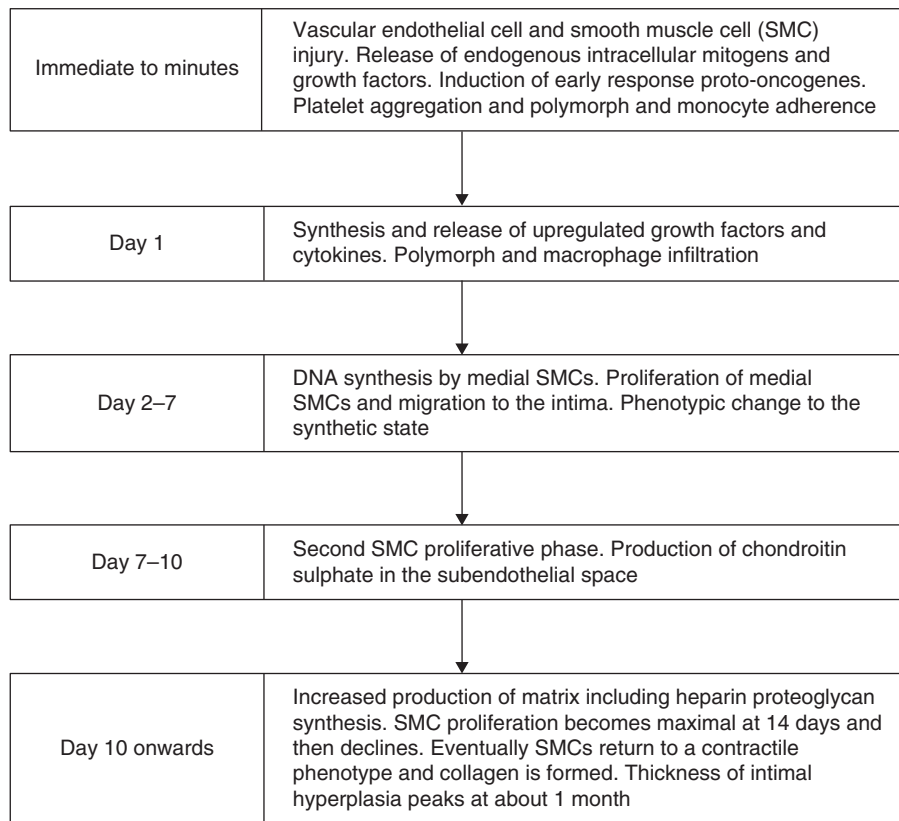 Immediate to minutes
Vascular endothelial cell and smooth muscle cell (SMC)
injury. Release of endogenous intracellular mitogens and
growth factors. Induction of early response proto-oncogenes.
Platelet aggregation and polymorph and monocyte adherence
Day 1
Synthesis and release of upregulated growth factors and
cytokines. Polymorph and macrophage infiltration
Day 2–7
DNA synthesis by medial SMCs. Proliferation of medial
SMCs and migration to the intima. Phenotypic change to the
synthetic state
Day 7–10
Second SMC proliferative phase. Production of chondroitin
sulphate in the subendothelial space
Day 10 onwards
Increased production of matrix including heparin proteoglycan
synthesis. SMC proliferation becomes maximal at 14 days and
then declines. Eventually SMCs return to a contractile
phenotype and collagen is formed. Thickness of intimal
hyperplasia peaks at about 1 month